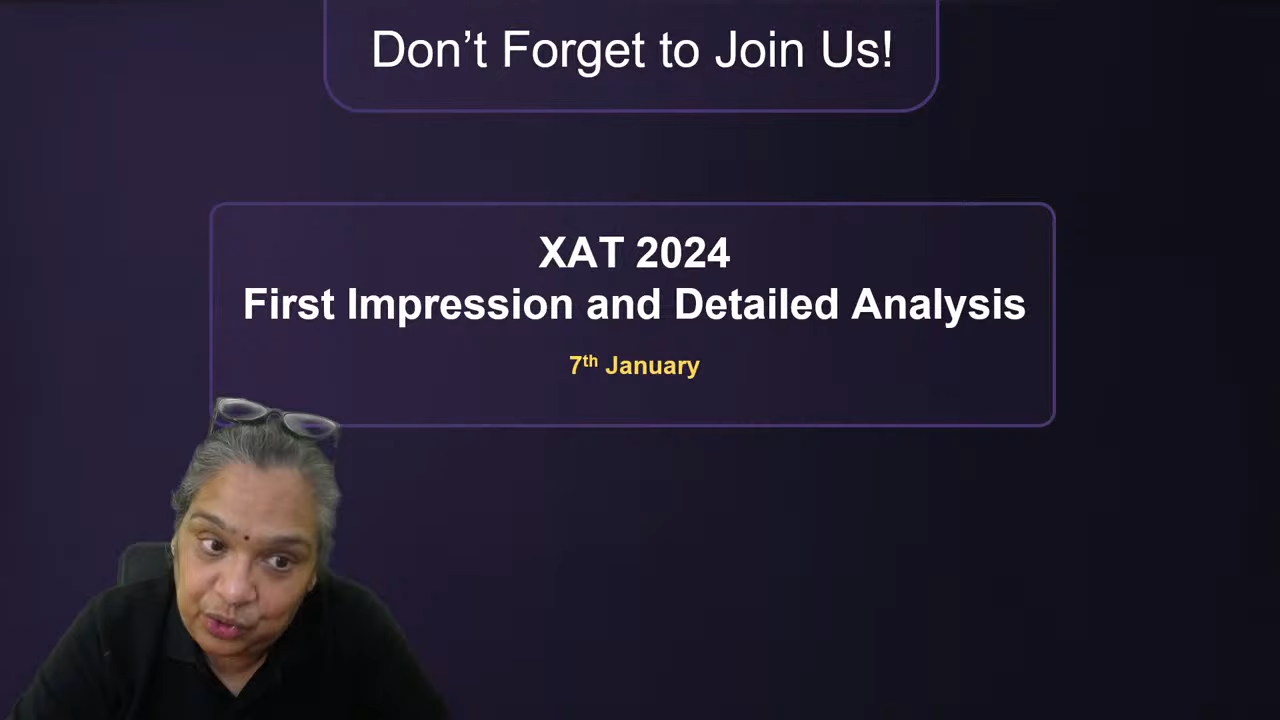 Don’t Forget to Join Us!
XAT 2024
First Impression and Detailed Analysis
7th January